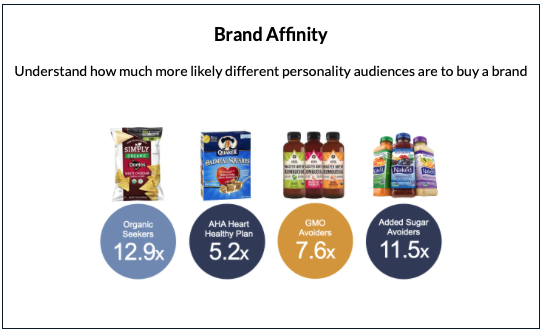 Brand Affinity
Understand how much more likely different personality audiences are to buy a brand
SIMPLY
ORGANIC
Doritos
WHITE CHEDDAR
QUAKER
OATMEAL SQUARES
KOMBUCHA
KOMBUCHA
KOMBUCHA
Naked
Naked
Naked
Organic
Seekers
12.9x
AHA Heart
Healthy Plan
5.2x
GMO
Avoiders
7.6x
Added Sugar
Avoiders
11.5x